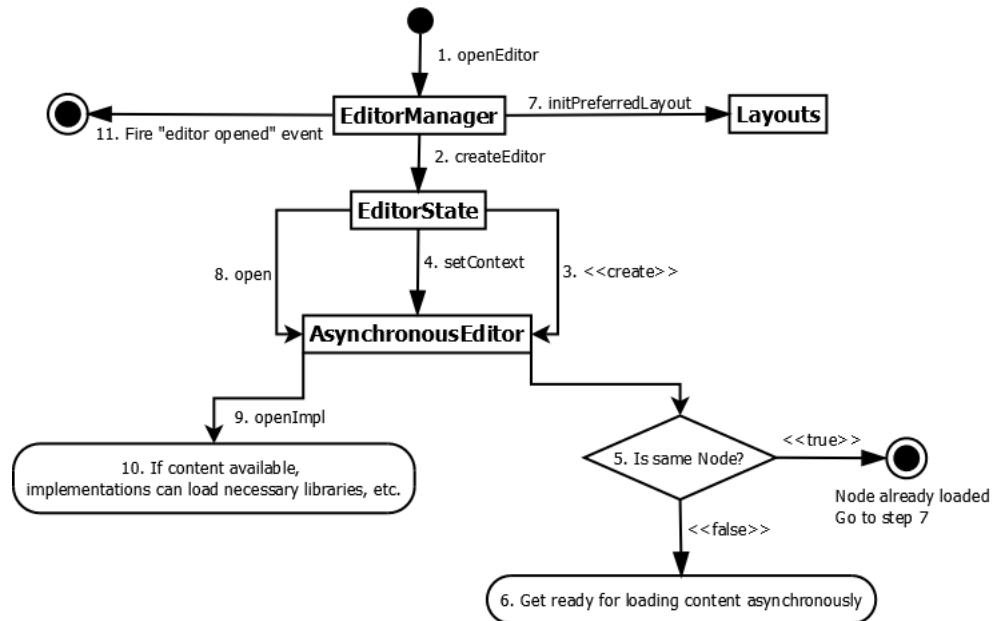 1. openEditor
EditorManager
7. initPreferredLayout
Layouts
11. Fire "editor opened" event
2. createEditor
EditorState
8. open
4. setContext
3. <<create>>
AsynchronousEditor
9. openImpl
10. If content available,
implementations can load necessary libraries, etc.
5. Is same Node?
<<true>>
Node already loaded
Go to step 7
<<false>>
6. Get ready for loading content asynchronously